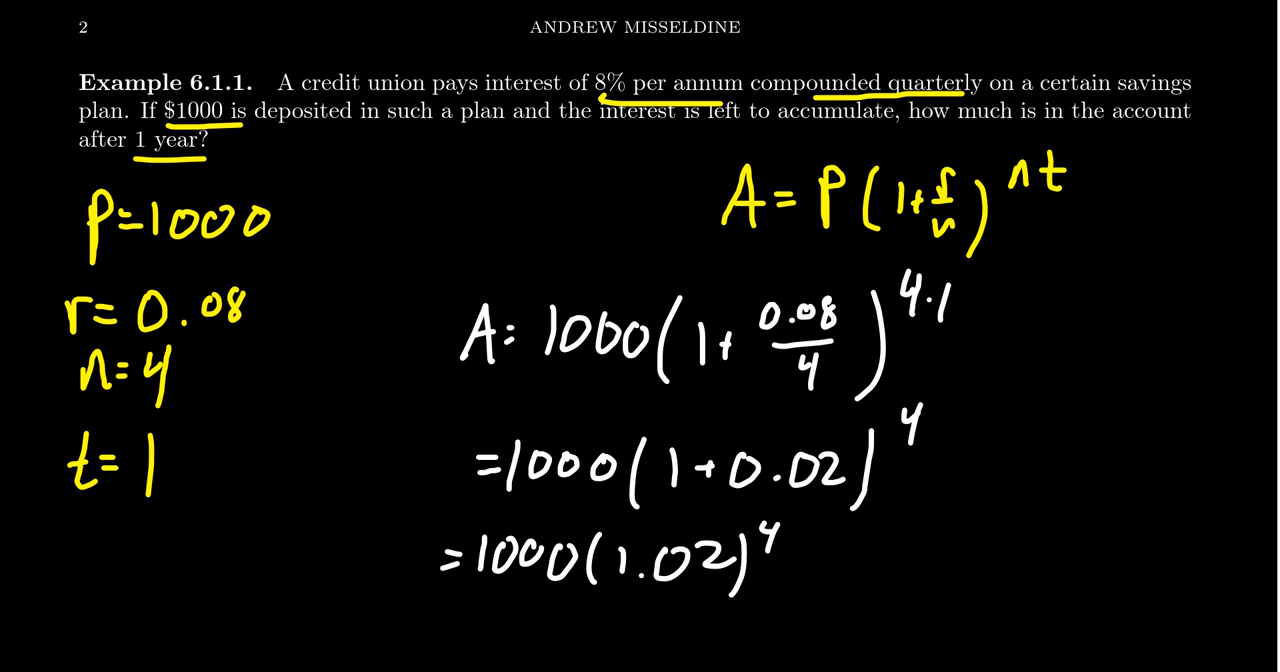 2 ANDREW MISSELDINE
Example 6.1.1. A credit union pays interest of 8% per annum compounded quarterly on a certain savings
plan. If $1000 is deposited in such a plan and the interest is left to accumulate, how much is in the account
after 1 year?
A = P(1+r/n)^nt
P=1000
r=0.08
A= 1000(1+0.08/4)^4·1
n=4
t=1
=1000(1+0.02)^4
=1000(1.02)^4